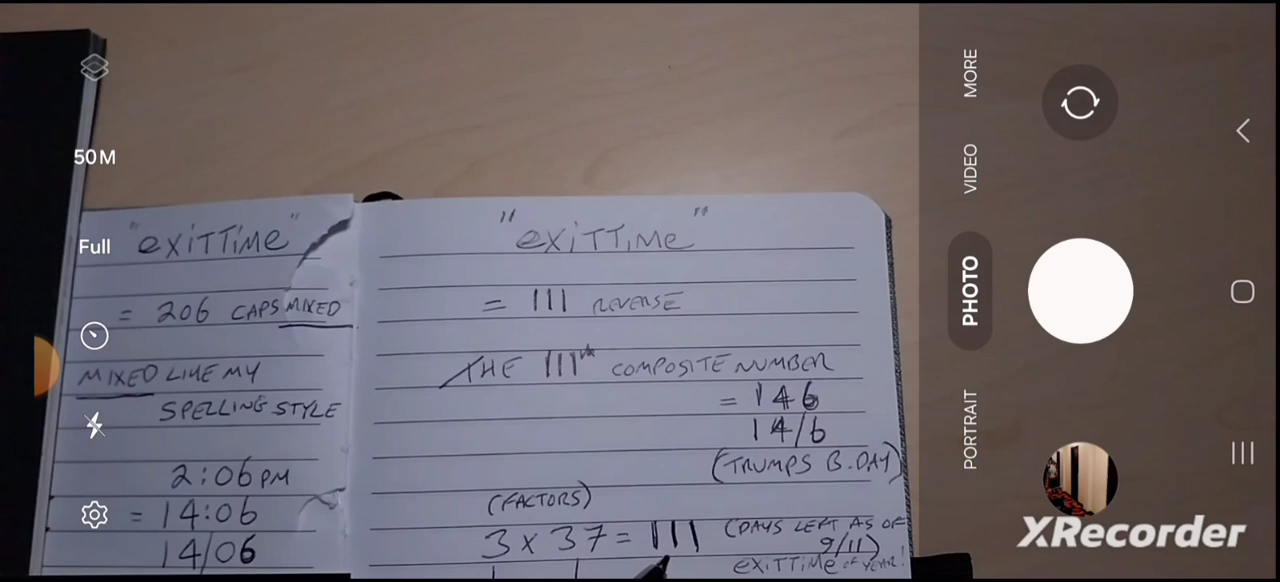 MORE
50M
VIDEO
Full
PHOTO
PORTRAIT
XRecorder
"exiTTiMe"
= 206 CAPS MIXED
MIXED LIKE MY
SPELLING STYLE
2:06 PM
= 14:06
14/06
"exiTTiMe"
= 111 REVERSE
THE 111th COMPOSITE NUMBER
= 146
14/6
(TRUMPS B.DAY)
(FACTORS)
3 x 37 = 111 (DAYS LEFT AS OF
9/11)
exiTTiMe OF YEAR!